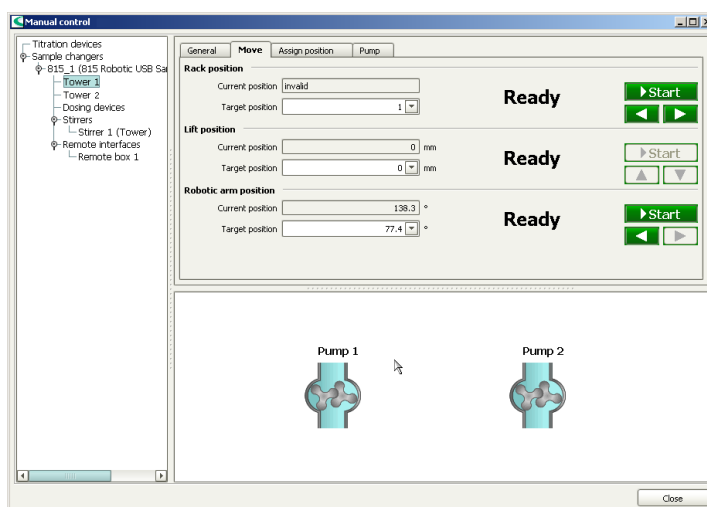 Manual control
Titration devices
Sample changers
815_1 (815 Robotic USB Sa
Tower 1
Tower 2
Dosing devices
Stirrers
Stirrer 1 (Tower)
Remote interfaces
Remote box 1
General Move Assign position Pump
Rack position
Current position invalid
Target position 1
Ready
Start
Lift position
Current position 0 mm
Target position 0 mm
Ready
Start
Robotic arm position
Current position 138.3 °
Target position 77.4 °
Ready
Start
Pump 1 Pump 2
Close